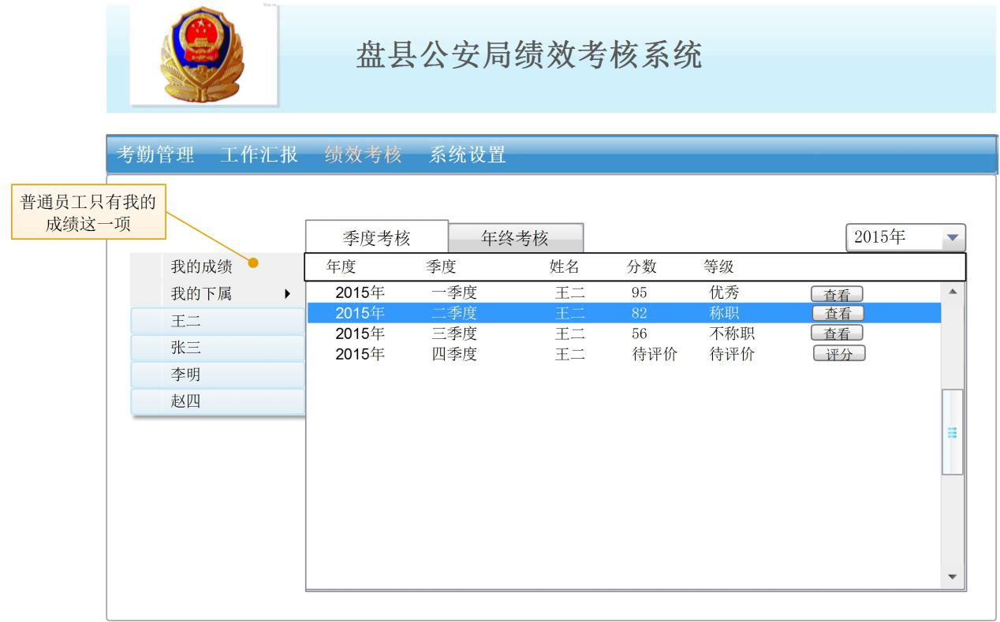 盘县公安局绩效考核系统
考勤管理 工作汇报 绩效考核 系统设置
普通员工只有我的
成绩这一项
季度考核 年终考核 2015年
我的成绩
我的下属
王二
张三
李明
赵四
年度 季度 姓名 分数 等级
2015年 一季度 王二 95 优秀 查看
2015年 二季度 王二 82 称职 查看
2015年 三季度 王二 56 不称职 查看
2015年 四季度 王二 待评价 待评价 评分